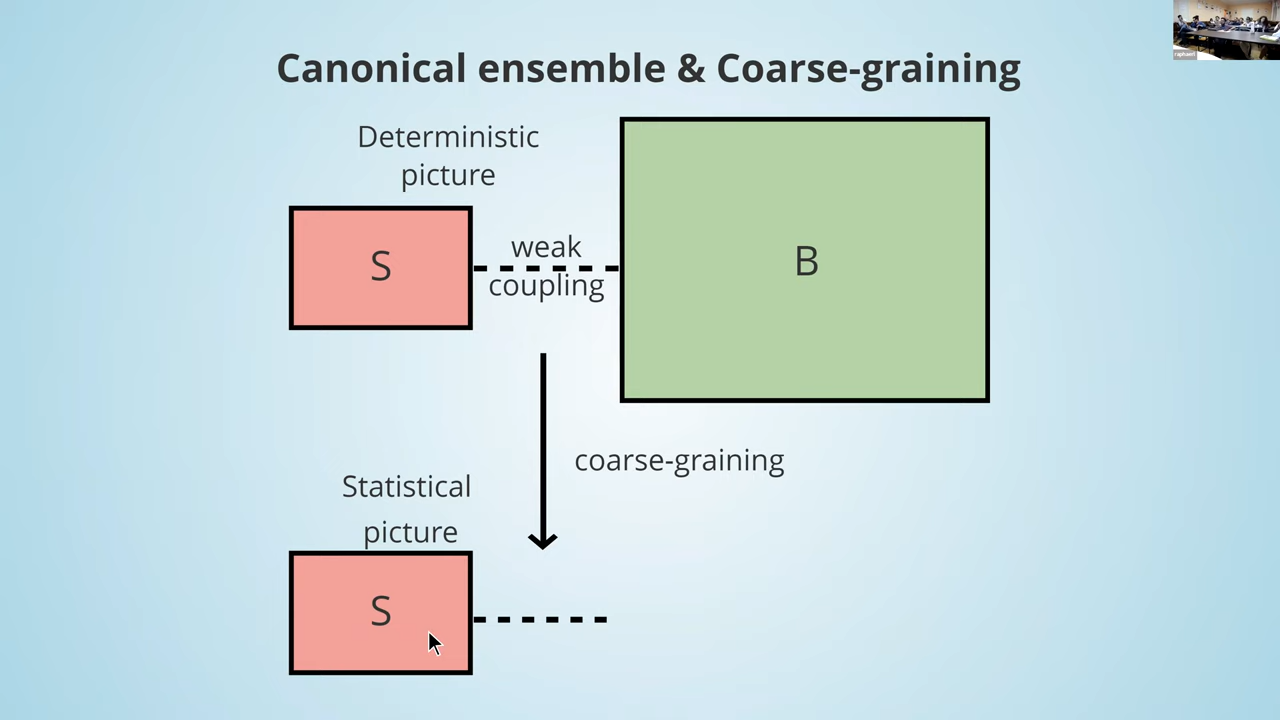 Canonical ensemble & Coarse-graining
Deterministic
picture
S
weak
coupling
B
coarse-graining
Statistical
picture
S